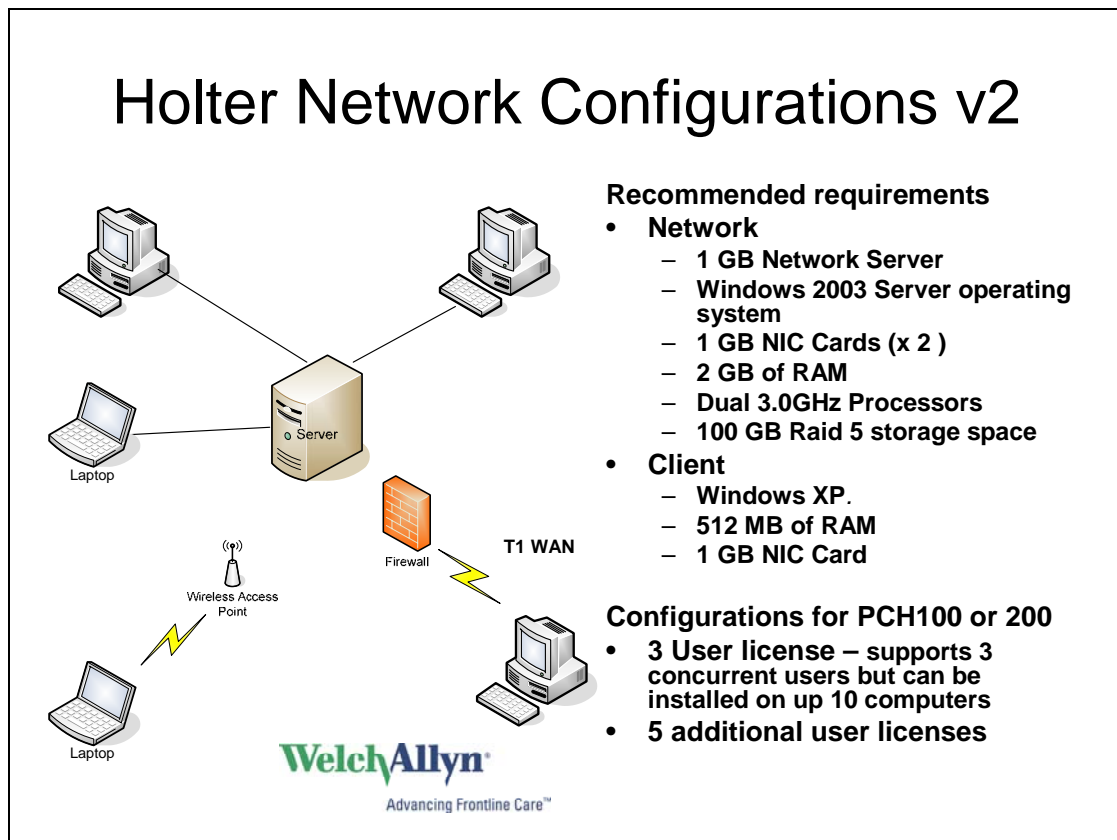 Holter Network Configurations v2
Server
Laptop
Firewall
T1 WAN
Wireless Access
Point
Laptop
WelchAllyn®
Advancing Frontline Care™
Recommended requirements
• Network
– 1 GB Network Server
– Windows 2003 Server operating
system
– 1 GB NIC Cards (x 2 )
– 2 GB of RAM
– Dual 3.0GHz Processors
– 100 GB Raid 5 storage space
• Client
– Windows XP.
– 512 MB of RAM
– 1 GB NIC Card
Configurations for PCH100 or 200
• 3 User license – supports 3
concurrent users but can be
installed on up 10 computers
• 5 additional user licenses